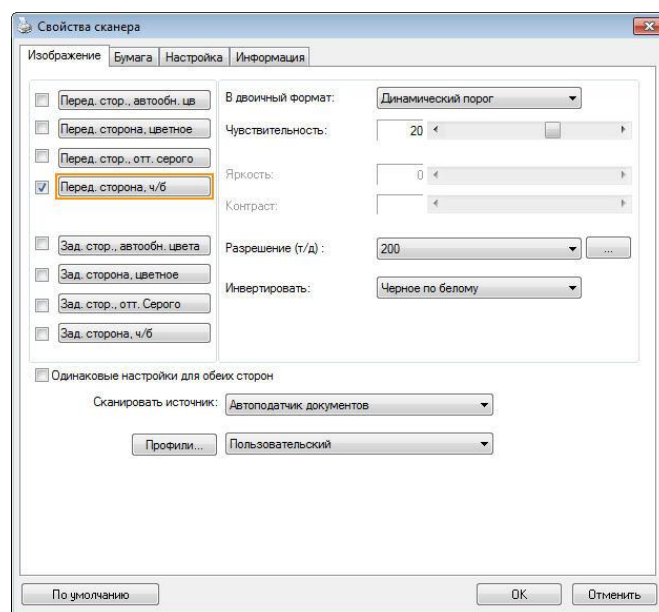 Свойства сканера
Изображение Бумага Настройка Информация
Перед. стор., автообн. цв
Перед. сторона, цветное
Перед. стор., отт. серого
Перед. сторона, ч/б
Зад. стор., автообн. цвета
Зад. сторона, цветное
Зад. стор., отт. Серого
Зад. сторона, ч/б
В двоичный формат: Динамический порог
Чувствительность: 20
Яркость: 0
Контраст:
Разрешение (т/д) : 200 ...
Инвертировать: Черное по белому
Одинаковые настройки для обеих сторон
Сканировать источник: Автоподатчик документов
Профили... Пользовательский
По умолчанию OK Отменить